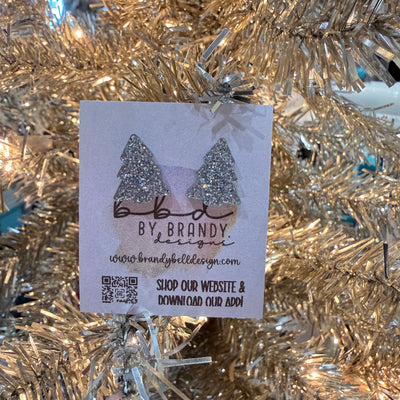 bbd
BY BRANDY
designs
www.brandybelldesign.com
SHOP OUR WEBSITE &
DOWNLOAD OUR APP!